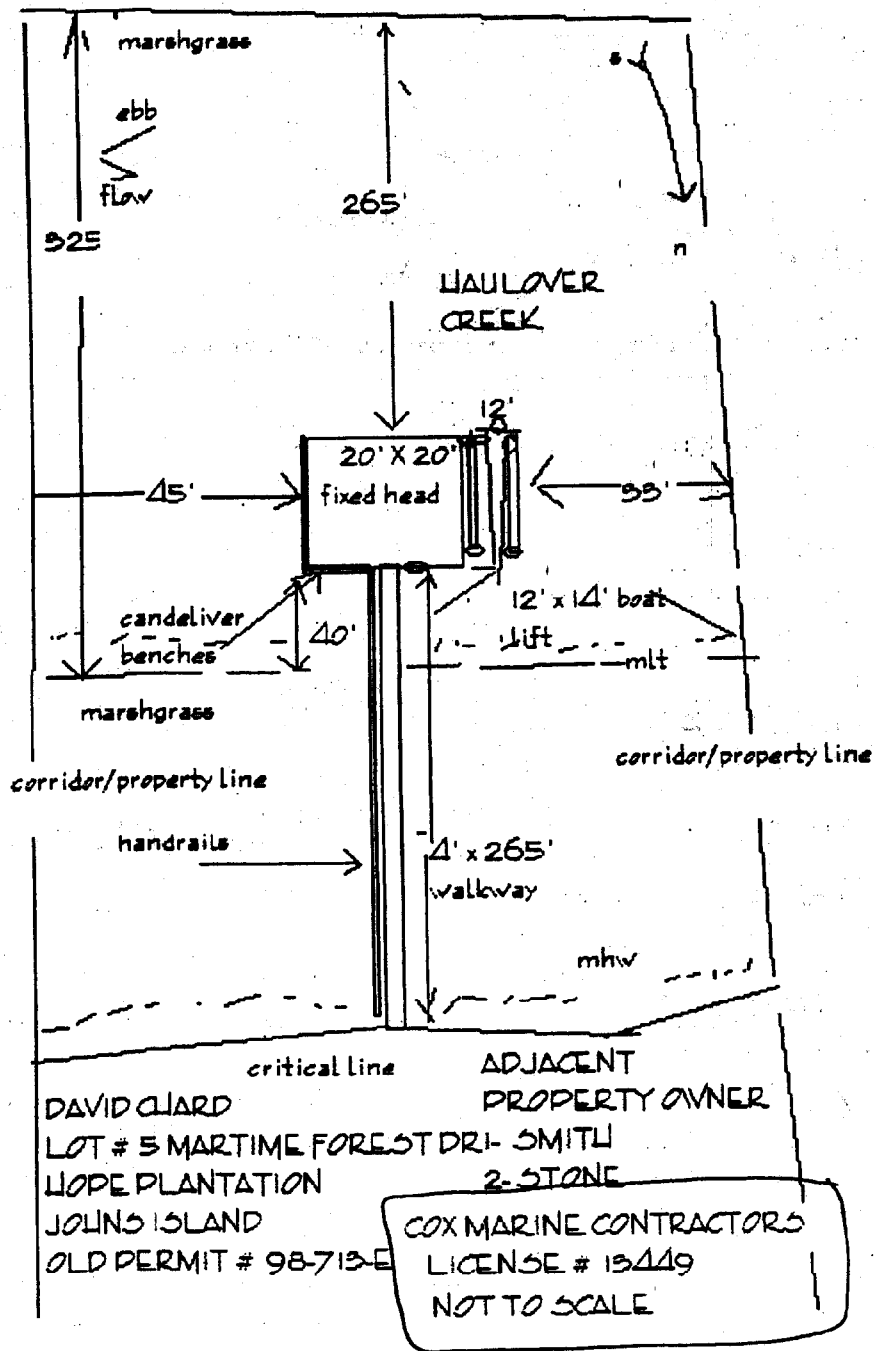 marshgrass
s
ebb
flow
325
265'
n
HAULOVER
CREEK
12'
20' X 20'
fixed head
45'
33'
candeliver
benches
40'
12' x 14' boat
lift
mlt
marshgrass
corridor/property line
corridor/property line
handrails
4' x 265'
walkway
mhw
critical line
ADJACENT
PROPERTY OWNER
DAVID CHARD
LOT # 5 MARTIME FOREST DR
1- SMITH
HOPE PLANTATION
2- STONE
JOHNS ISLAND
OLD PERMIT # 98-713-E
COX MARINE CONTRACTORS
LICENSE # 13449
NOT TO SCALE